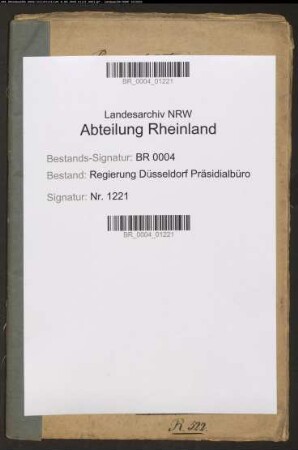 BR_0004_01221
Landesarchiv NRW
Abteilung Rheinland
Bestands-Signatur: BR 0004
Bestand: Regierung Düsseldorf Präsidialbüro
Signatur: Nr. 1221
BR_0004_01221